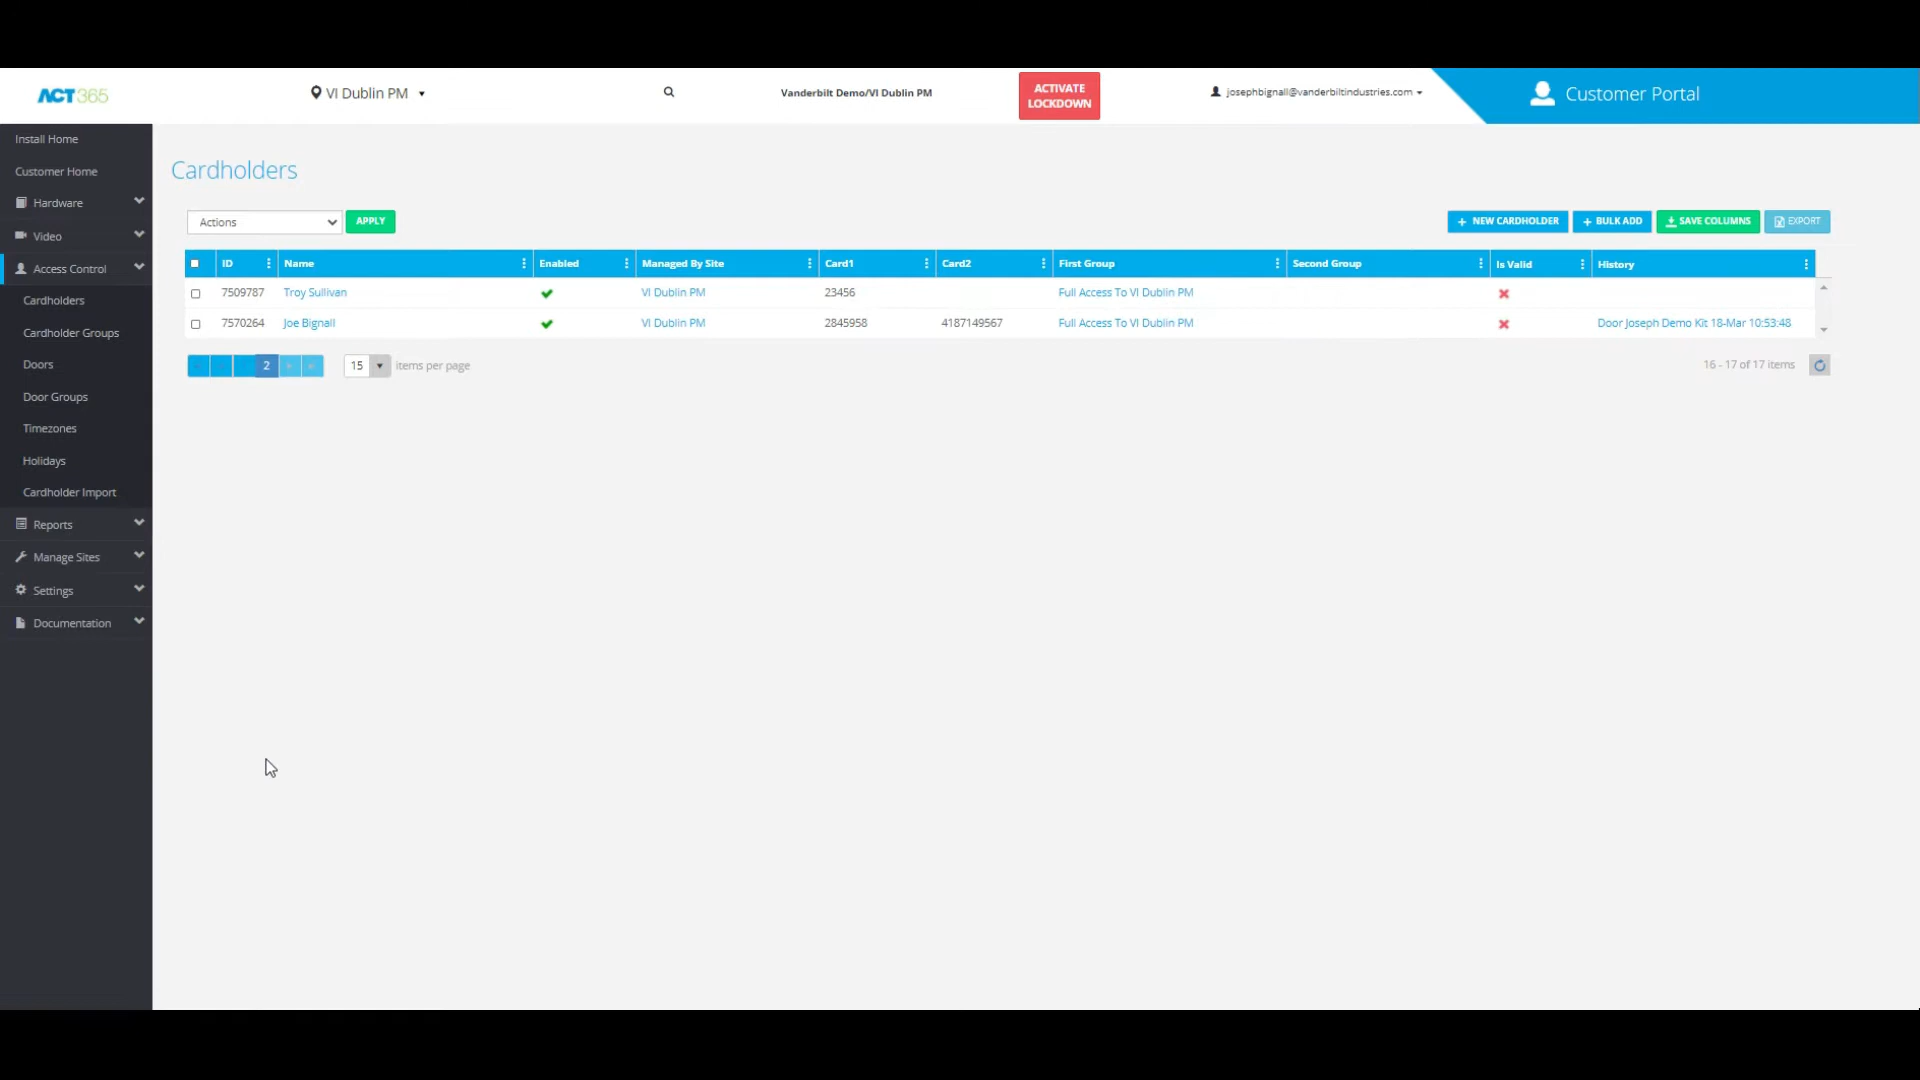 ACT365
VI Dublin PM
Vanderbilt Demo/VI Dublin PM
ACTIVATE
LOCKDOWN
josephbignall@vanderbiltindustries.com
Customer Portal
Install Home
Customer Home
Hardware
Video
Access Control
Cardholders
Cardholder Groups
Doors
Door Groups
Timezones
Holidays
Cardholder Import
Reports
Manage Sites
Settings
Documentation
Cardholders
Actions APPLY
+ NEW CARDHOLDER + BULK ADD SAVE COLUMNS EXPORT
ID Name Enabled Managed By Site Card1 Card2 First Group Second Group Is Valid History
7509787 Troy Sullivan VI Dublin PM 23456 Full Access To VI Dublin PM
7570264 Joe Bignall VI Dublin PM 2845958 4187149567 Full Access To VI Dublin PM Door Joseph Demo Kit 18-Mar 10:53:48
2 15 items per page 16 - 17 of 17 items